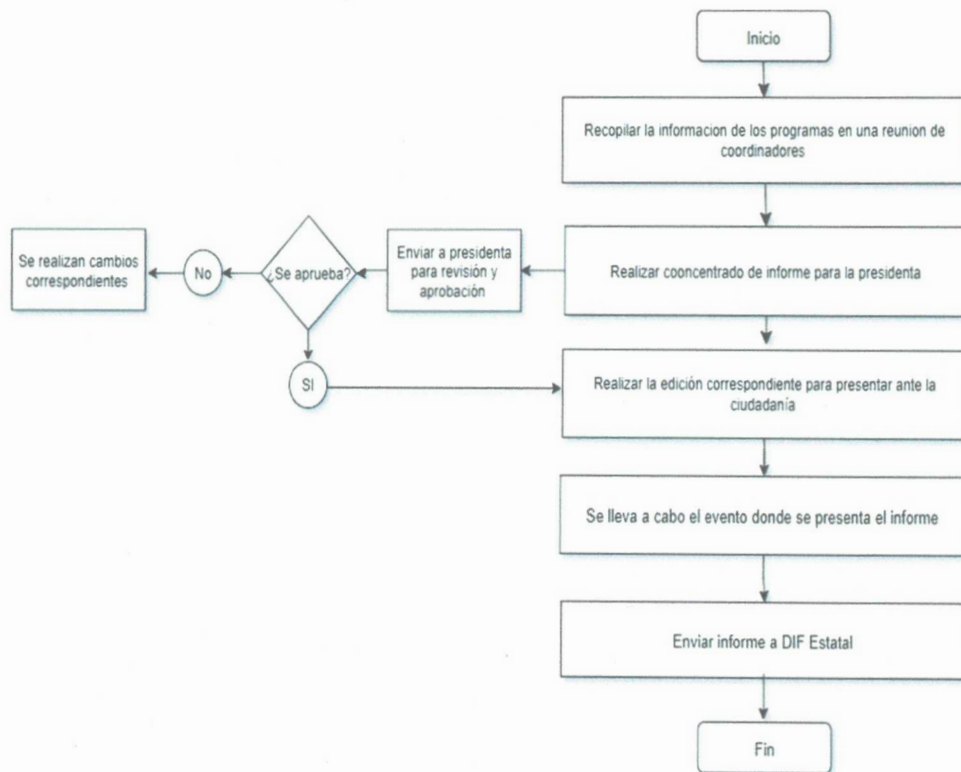 Inicio
Recopilar la informacion de los programas en una reunion de
coordinadores
Realizar cooncentrado de informe para la presidenta
Enviar a presidenta
para revisión y
aprobación
¿Se aprueba?
No
Se realizan cambios
correspondientes
SI
Realizar la edición correspondiente para presentar ante la
ciudadanía
Se lleva a cabo el evento donde se presenta el informe
Enviar informe a DIF Estatal
Fin